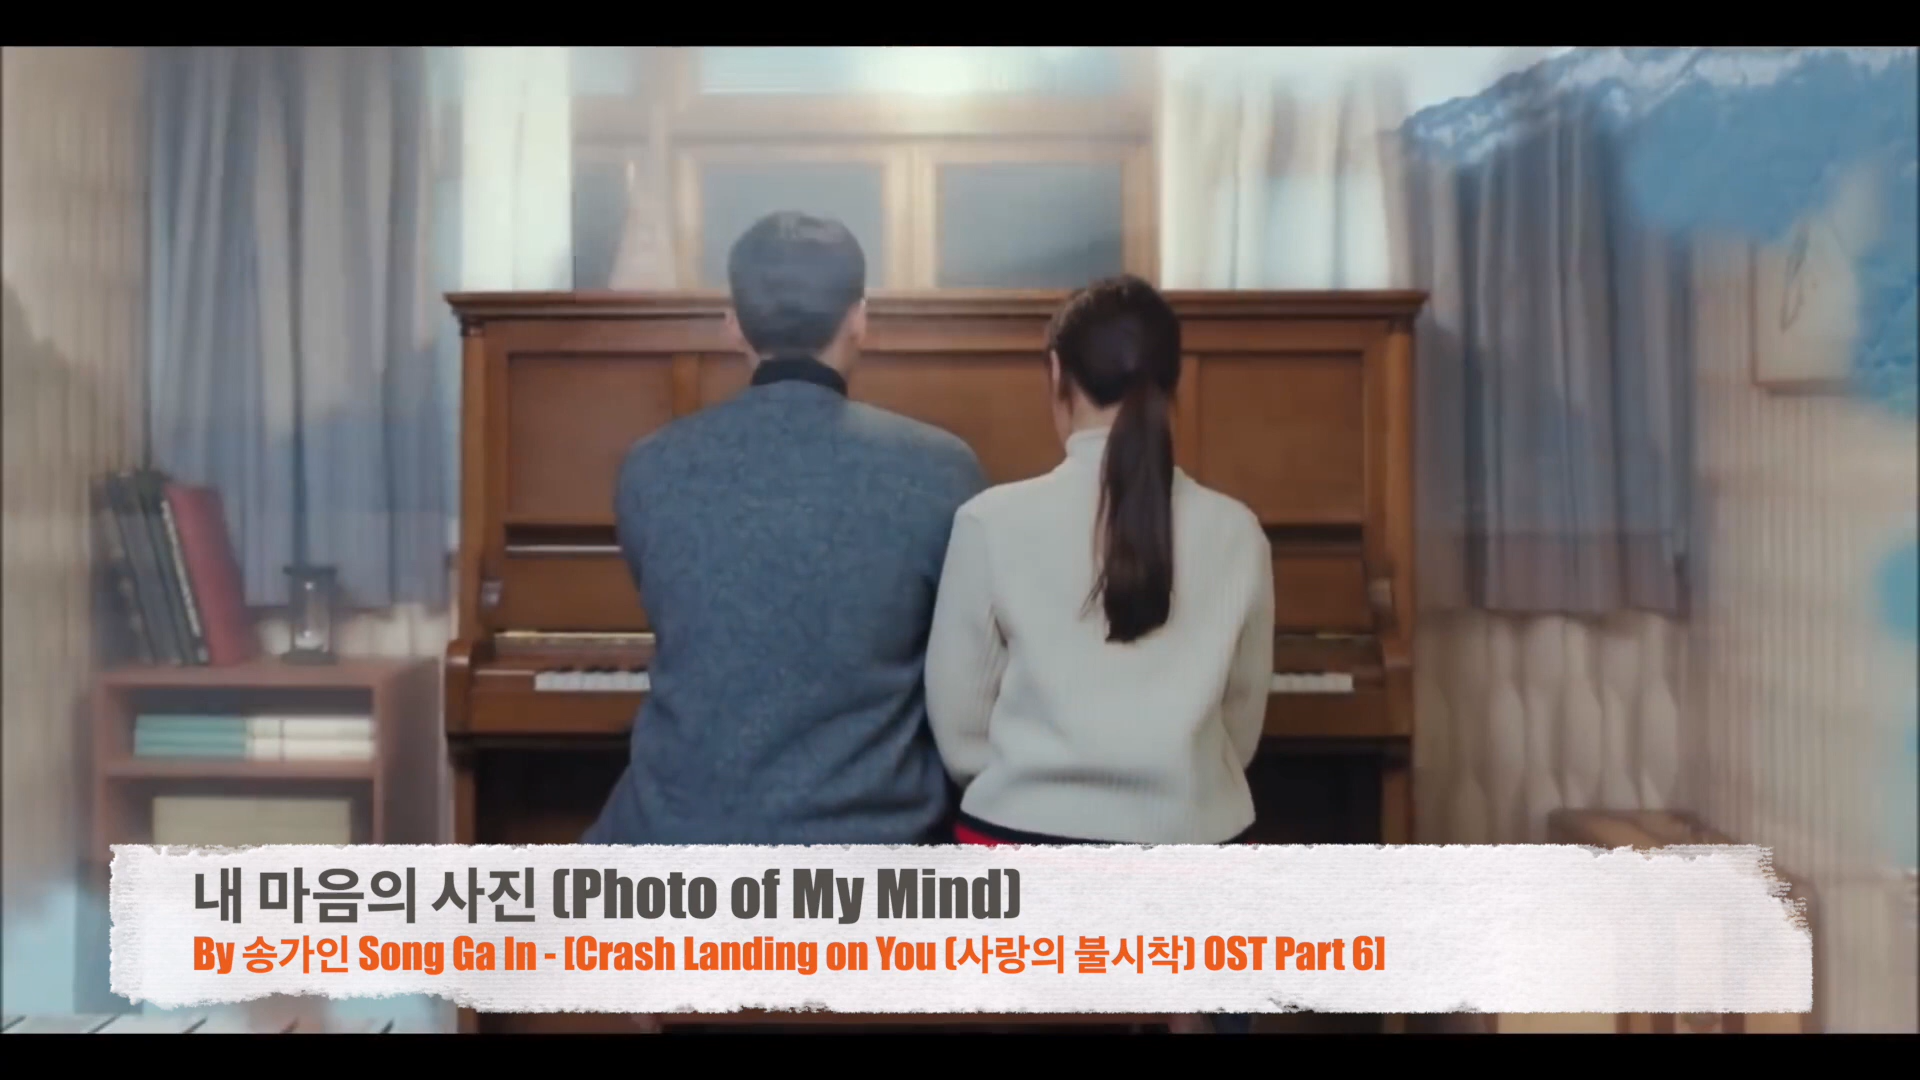 내 마음의 사진 (Photo of My Mind)
By 송가인 Song Ga In - [Crash Landing on You (사랑의 불시착) OST Part 6]